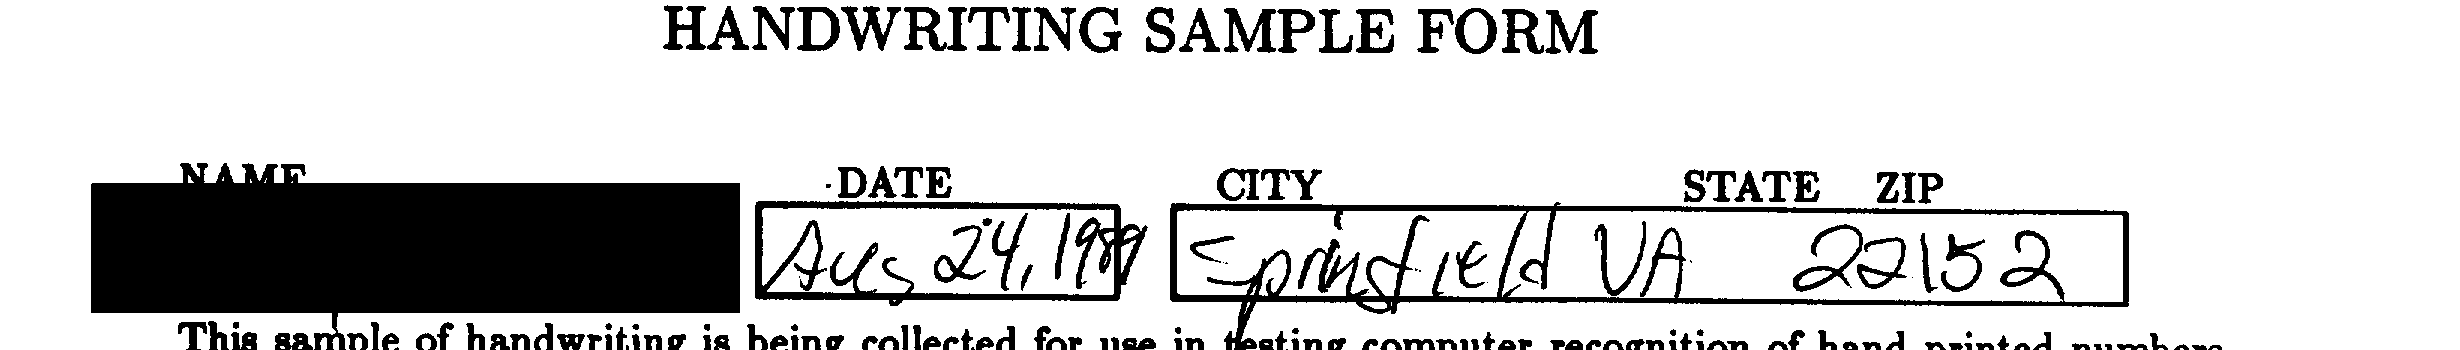 HANDWRITING SAMPLE FORM
NAME DATE CITY STATE ZIP
Aug 24, 1989 Springfield VA 22152
This sample of handwriting is being collected for use in testing computer recognition of hand printed numbers